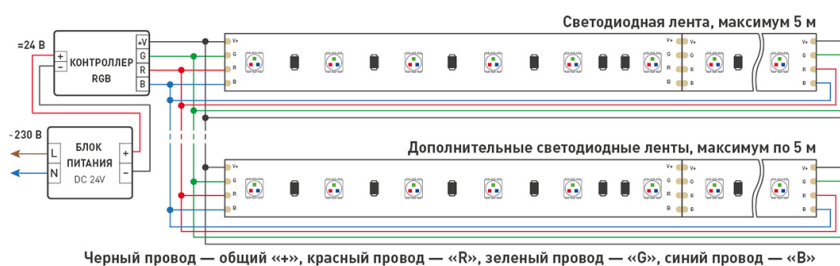 Светодиодная лента, максимум 5 м
=24 В
+
−
КОНТРОЛЛЕР
RGB
+V
G
R
B
V+
G
R
B
V+
G
R
B
V+
G
R
B
~230 В
L
N
БЛОК
ПИТАНИЯ
DC 24V
+
−
Дополнительные светодиодные ленты, максимум по 5 м
V+
G
R
B
V+
G
R
B
V+
G
R
B
Черный провод — общий «+», красный провод — «R», зеленый провод — «G», синий провод — «B»